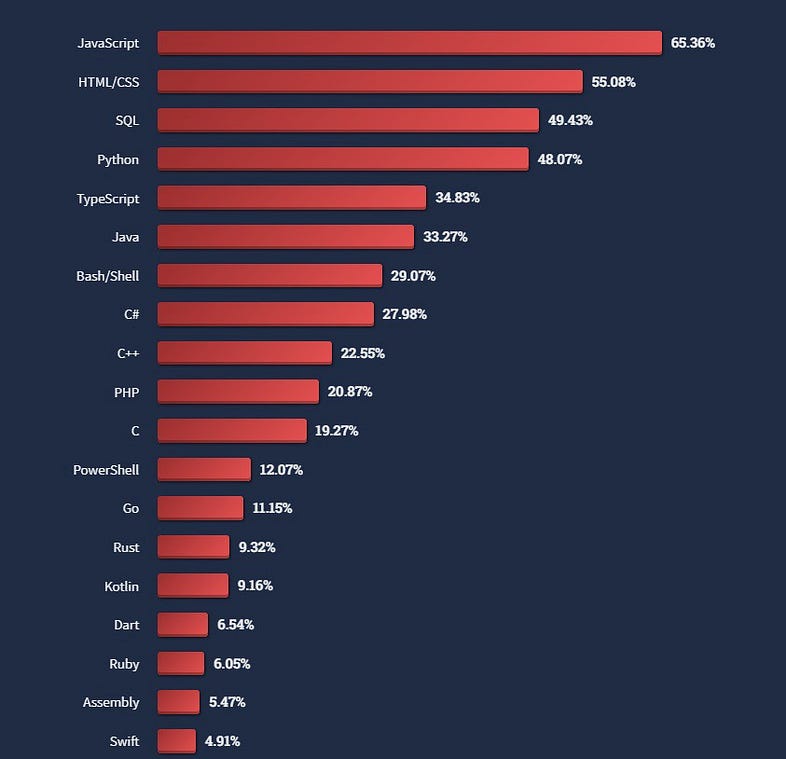 JavaScript 65.36%
HTML/CSS 55.08%
SQL 49.43%
Python 48.07%
TypeScript 34.83%
Java 33.27%
Bash/Shell 29.07%
C# 27.98%
C++ 22.55%
PHP 20.87%
C 19.27%
PowerShell 12.07%
Go 11.15%
Rust 9.32%
Kotlin 9.16%
Dart 6.54%
Ruby 6.05%
Assembly 5.47%
Swift 4.91%